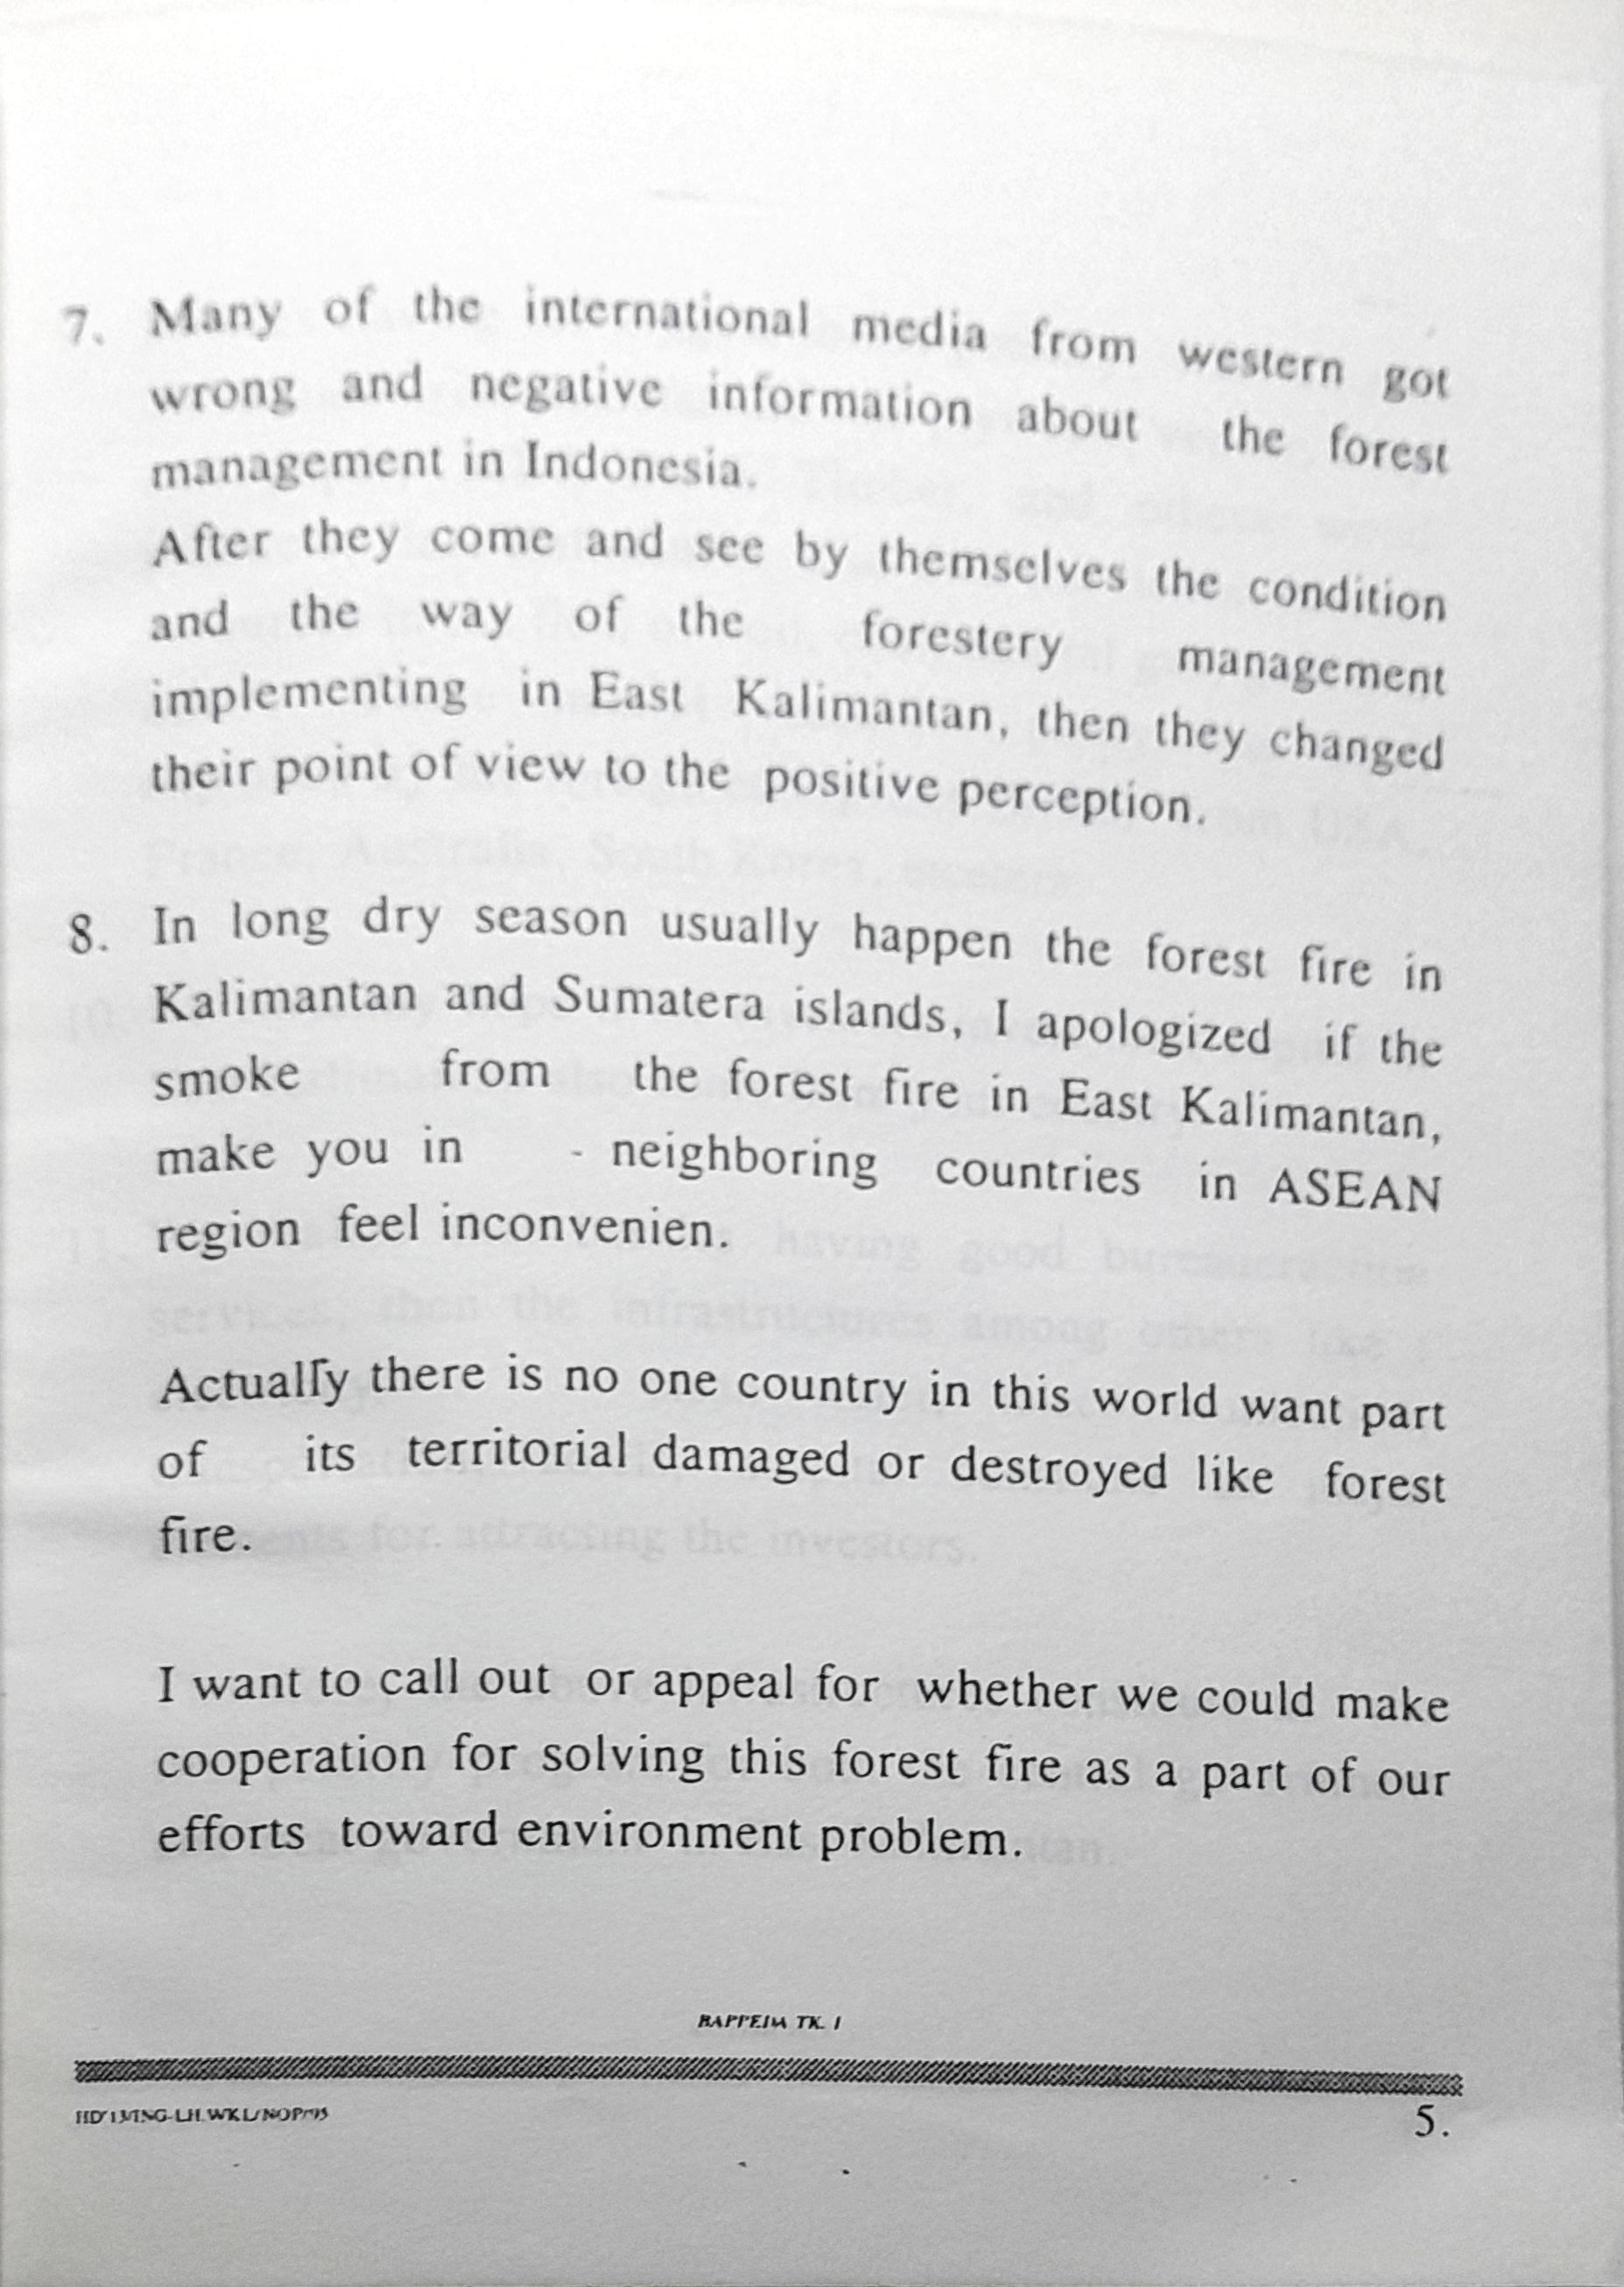 7. Many of the international media from western got
wrong and negative information about the forest
management in Indonesia.
After they come and see by themselves the condition
and the way of the forestery management
implementing in East Kalimantan, then they changed
their point of view to the positive perception.
8. In long dry season usually happen the forest fire in
Kalimantan and Sumatera islands, I apologized if the
smoke from the forest fire in East Kalimantan,
make you in - neighboring countries in ASEAN
region feel inconvenien.
Actually there is no one country in this world want part
of its territorial damaged or destroyed like forest
fire.
I want to call out or appeal for whether we could make
cooperation for solving this forest fire as a part of our
efforts toward environment problem.
TK. I
5.